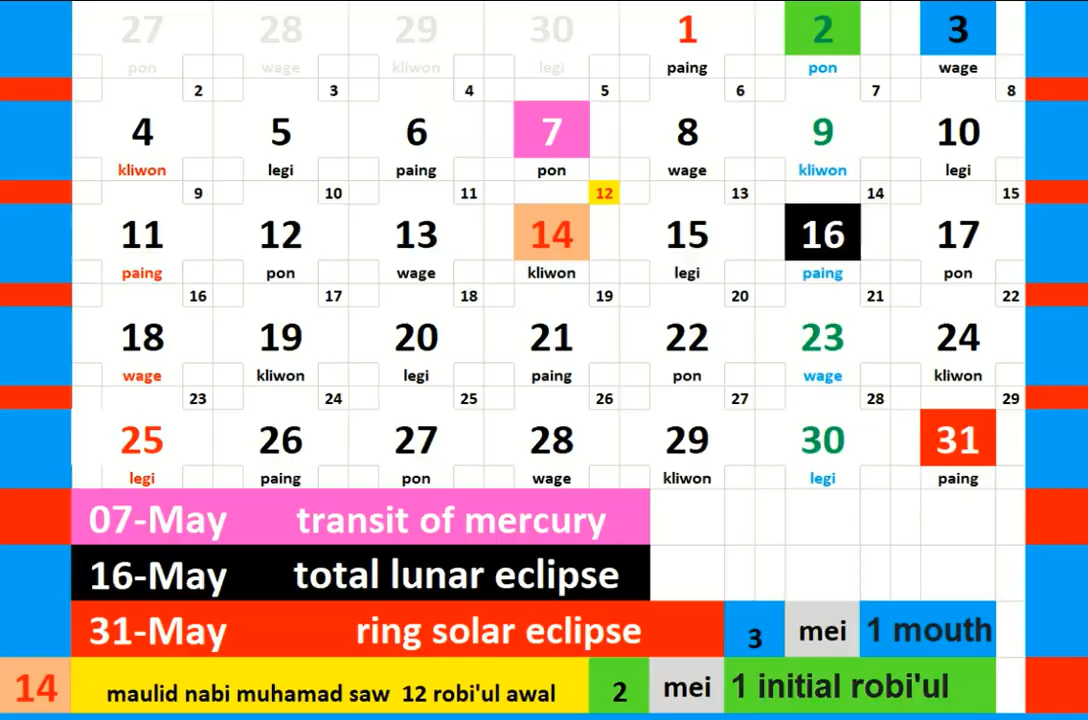 27 28 29 30 1 2 3
pon wage kliwon legi paing pon wage
2 3 4 5 6 7 8
4 5 6 7 8 9 10
kliwon legi paing pon wage kliwon legi
9 10 11 12 13 14 15
11 12 13 14 15 16 17
paing pon wage kliwon legi paing pon
16 17 18 19 20 21 22
18 19 20 21 22 23 24
wage kliwon legi paing pon wage kliwon
23 24 25 26 27 28 29
25 26 27 28 29 30 31
legi paing pon wage kliwon legi paing
07-May transit of mercury
16-May total lunar eclipse
31-May ring solar eclipse 3 mei 1 mouth
14 maulid nabi muhamad saw 12 robi'ul awal 2 mei 1 initial robi'ul